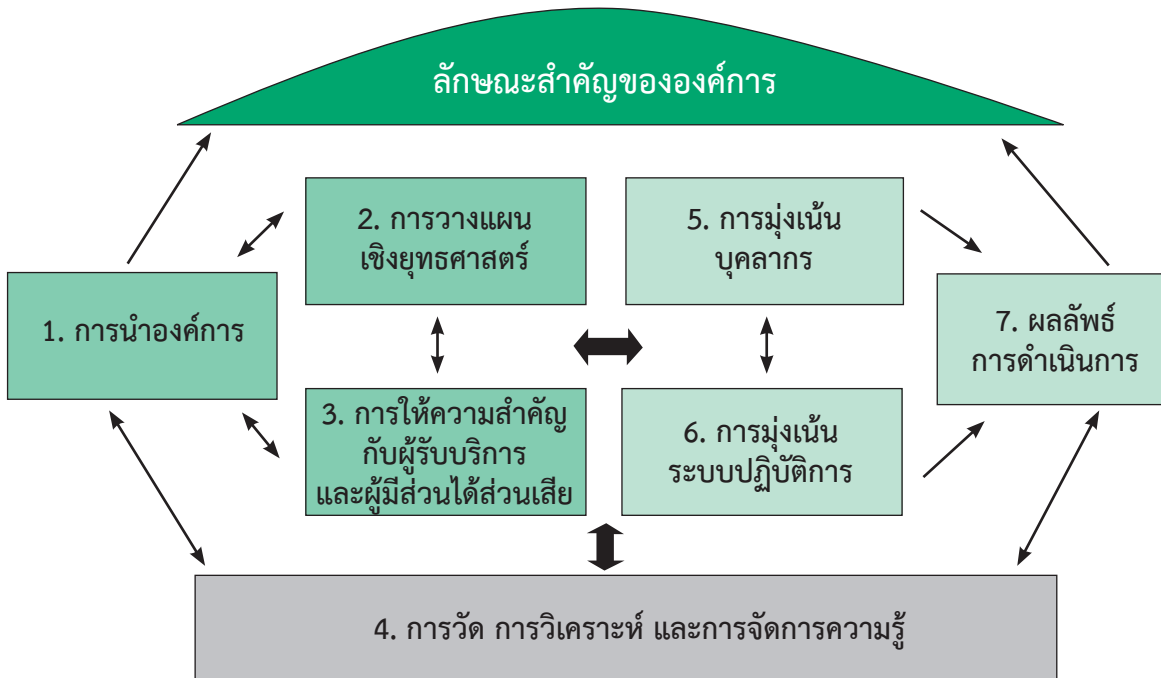 ลักษณะสำคัญขององค์การ
1. การนำองค์การ
2. การวางแผน
เชิงยุทธศาสตร์
3. การให้ความสำคัญ
กับผู้รับบริการ
และผู้มีส่วนได้ส่วนเสีย
5. การมุ่งเน้น
บุคลากร
6. การมุ่งเน้น
ระบบปฏิบัติการ
7. ผลลัพธ์
การดำเนินการ
4. การวัด การวิเคราะห์ และการจัดการความรู้